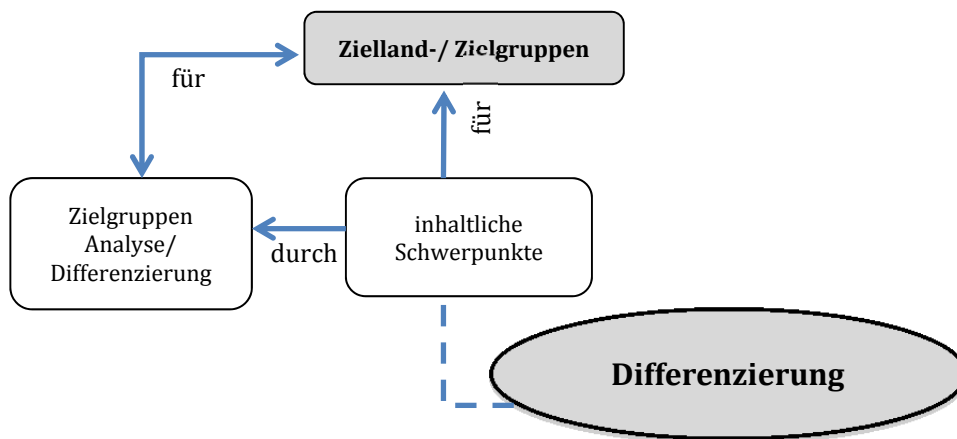 Zielland-/ Zielgruppen
für
für
Zielgruppen
Analyse/
Differenzierung
durch
inhaltliche
Schwerpunkte
Differenzierung